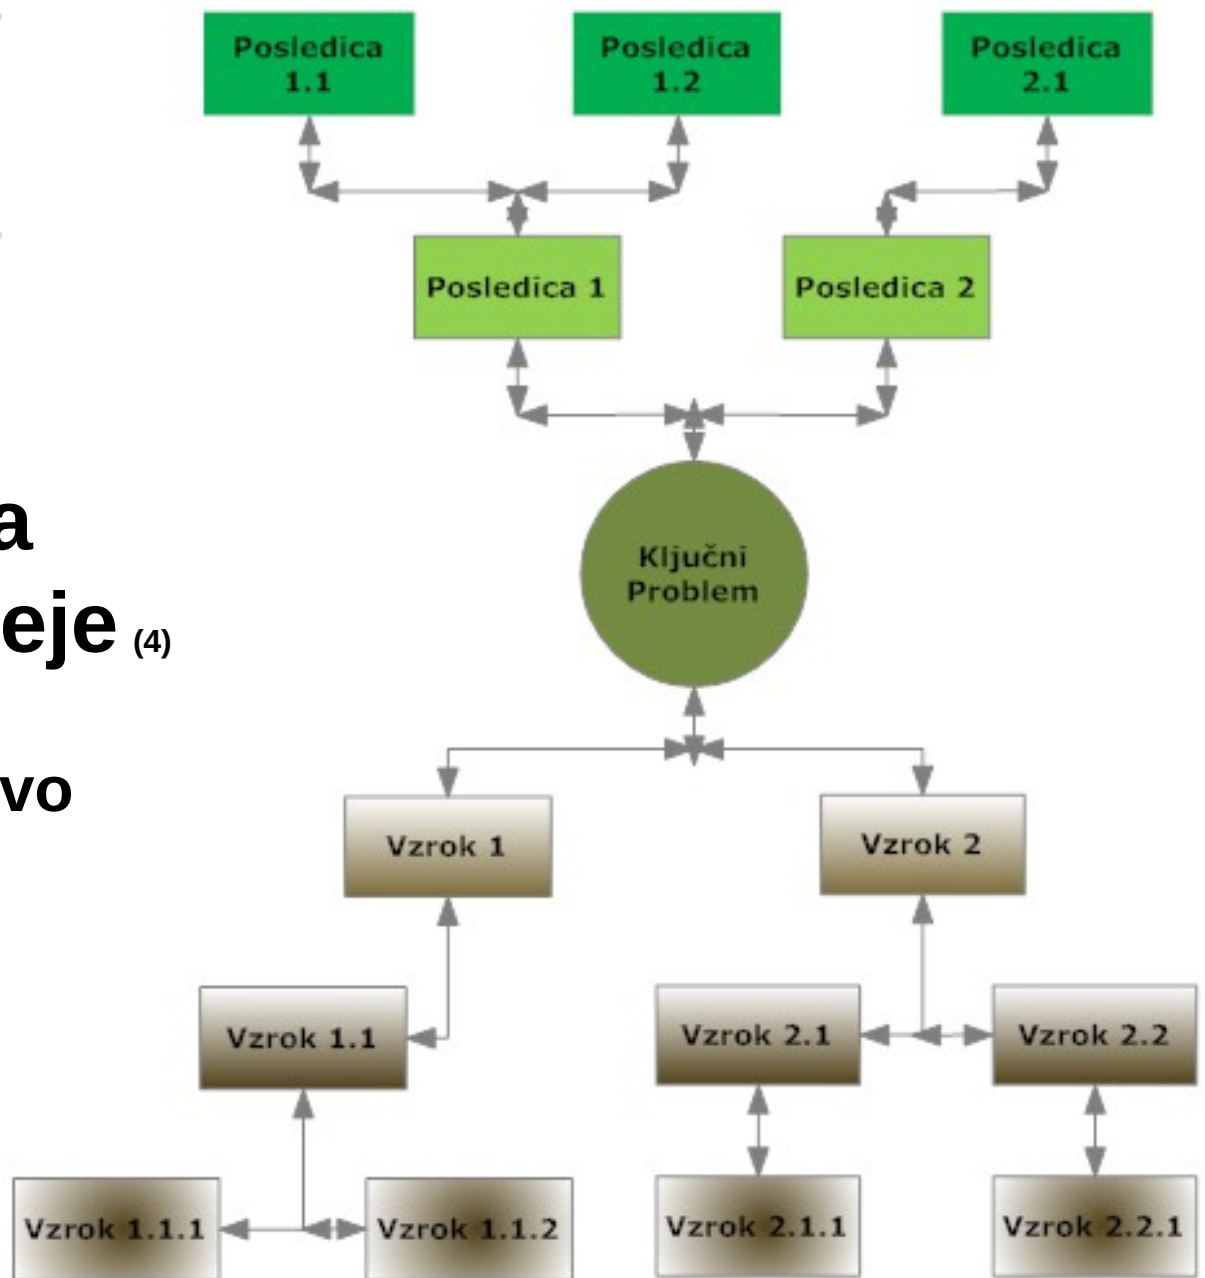 Posledica
1.1
Posledica
1.2
Posledica
2.1
Posledica 1
Posledica 2
a
eje (4)
vo
Ključni
Problem
Vzrok 1
Vzrok 2
Vzrok 1.1
Vzrok 2.1
Vzrok 2.2
Vzrok 1.1.1
Vzrok 1.1.2
Vzrok 2.1.1
Vzrok 2.2.1